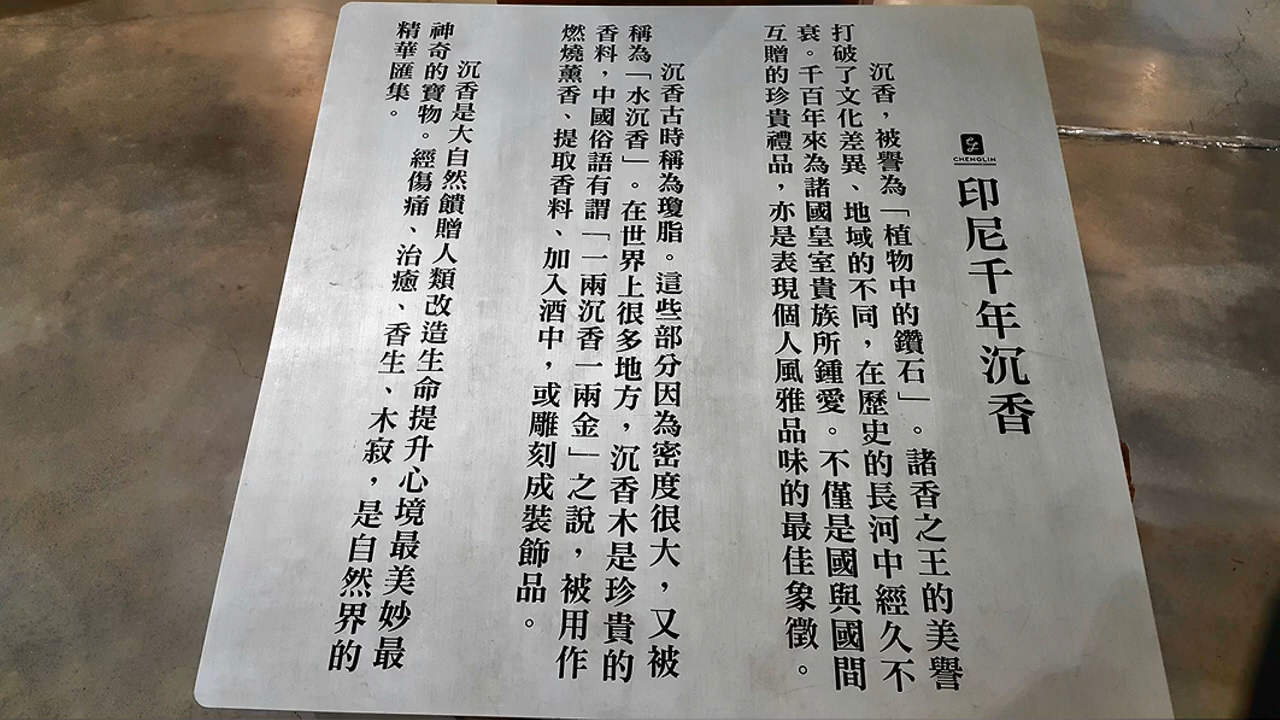 CHENGLIN
印尼千年沉香
沉香，被譽為「植物中的鑽石」。諸香之王的美譽
打破了文化差異、地域的不同，在歷史的長河中經久不
衰。千百年來為諸國皇室貴族所鍾愛。不僅是國與國間
互贈的珍貴禮品，亦是表現個人風雅品味的最佳象徵。
沉香古時稱為瓊脂。這些部分因為密度很大，又被
稱為「水沉香」。在世界上很多地方，沉香木是珍貴的
香料，中國俗語有謂「一兩沉香一兩金」之說，被用作
燃燒薰香、提取香料、加入酒中，或雕刻成裝飾品。
沉香是大自然饋贈人類改造生命提升心境最美妙最
神奇的寶物。經傷痛、治癒、香生、木寂，是自然界的
精華匯集。